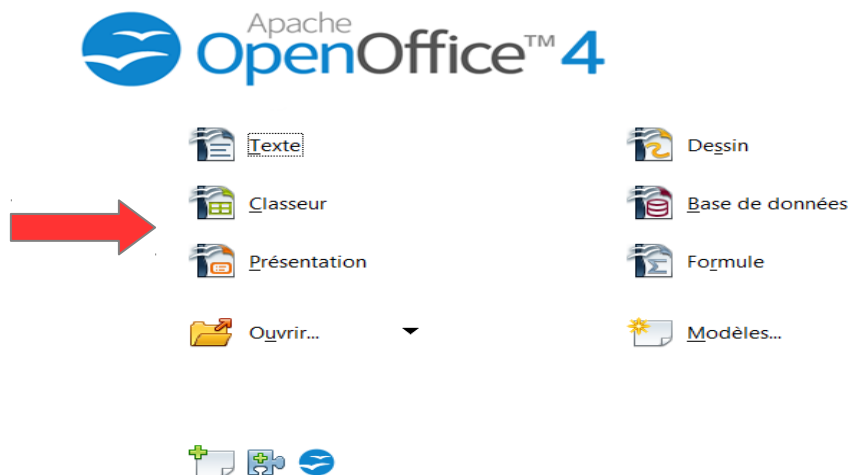 Apache
OpenOffice™ 4
Texte
Dessin
Classeur
Base de données
Présentation
Formule
Ouvrir...
Modèles...